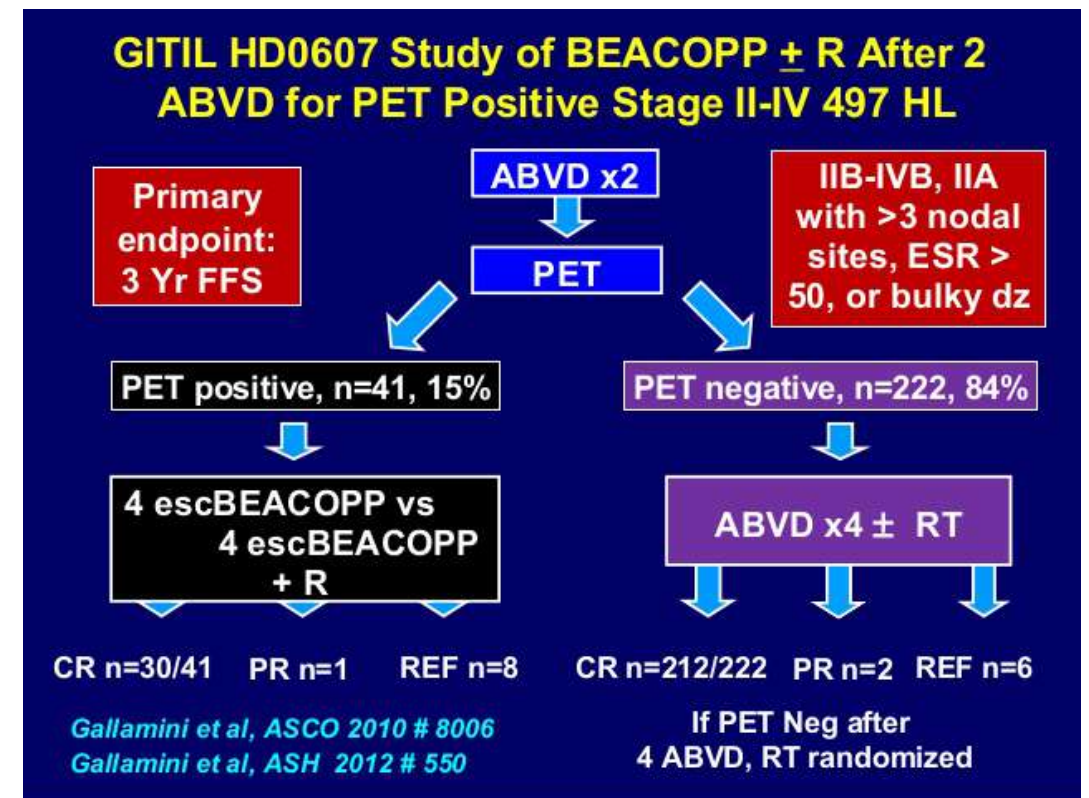 GITIL HD0607 Study of BEACOPP ± R After 2
ABVD for PET Positive Stage II-IV 497 HL
Primary
endpoint:
3 Yr FFS
ABVD x2
PET
IIB-IVB, IIA
with >3 nodal
sites, ESR >
50, or bulky dz
PET positive, n=41, 15%
PET negative, n=222, 84%
4 escBEACOPP vs
4 escBEACOPP
+ R
ABVD x4 ± RT
CR n=30/41
PR n=1
REF n=8
CR n=212/222
PR n=2
REF n=6
Gallamini et al, ASCO 2010 # 8006
Gallamini et al, ASH 2012 # 550
If PET Neg after
4 ABVD, RT randomized